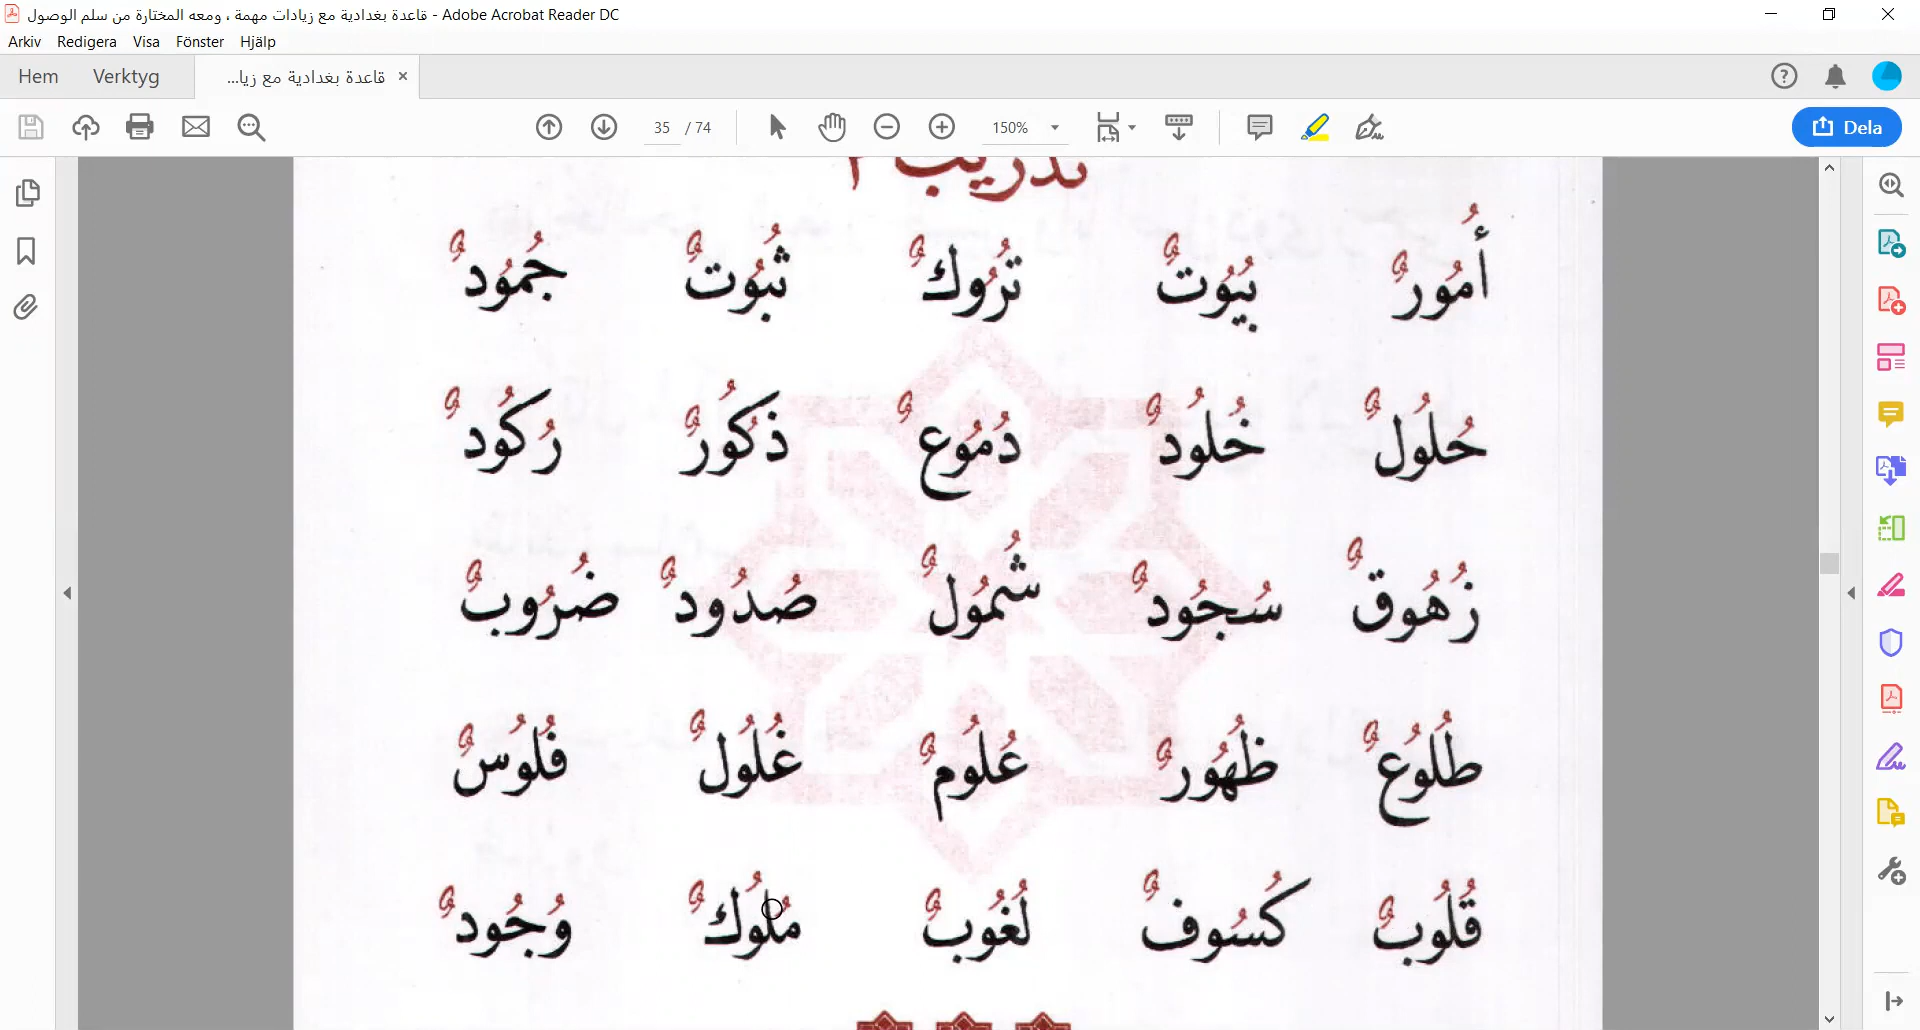 قاعدة بغدادية مع زيادات مهمة ، ومعه المختارة من سلم الوصول - Adobe Acrobat Reader DC
Arkiv Redigera Visa Fönster Hjälp
Hem Verktyg قاعدة بغدادية مع زيا...
35 / 74 150% Dela
تدريب
أُمُورٌ بُيُوتٌ تُرُوكٌ ثُبُوتٌ جُمُودٌ
حُلُولٌ خُلُودٌ دُمُوعٌ ذُكُورٌ رُكُودٌ
زُهُوقٌ سُجُودٌ شُمُولٌ صُدُودٌ ضُرُوبٌ
طُلُوعٌ ظُهُورٌ عُلُومٌ غُلُولٌ فُلُوسٌ
قُلُوبٌ كُسُوفٌ لُغُوبٌ مُلُوكٌ وُجُودٌ